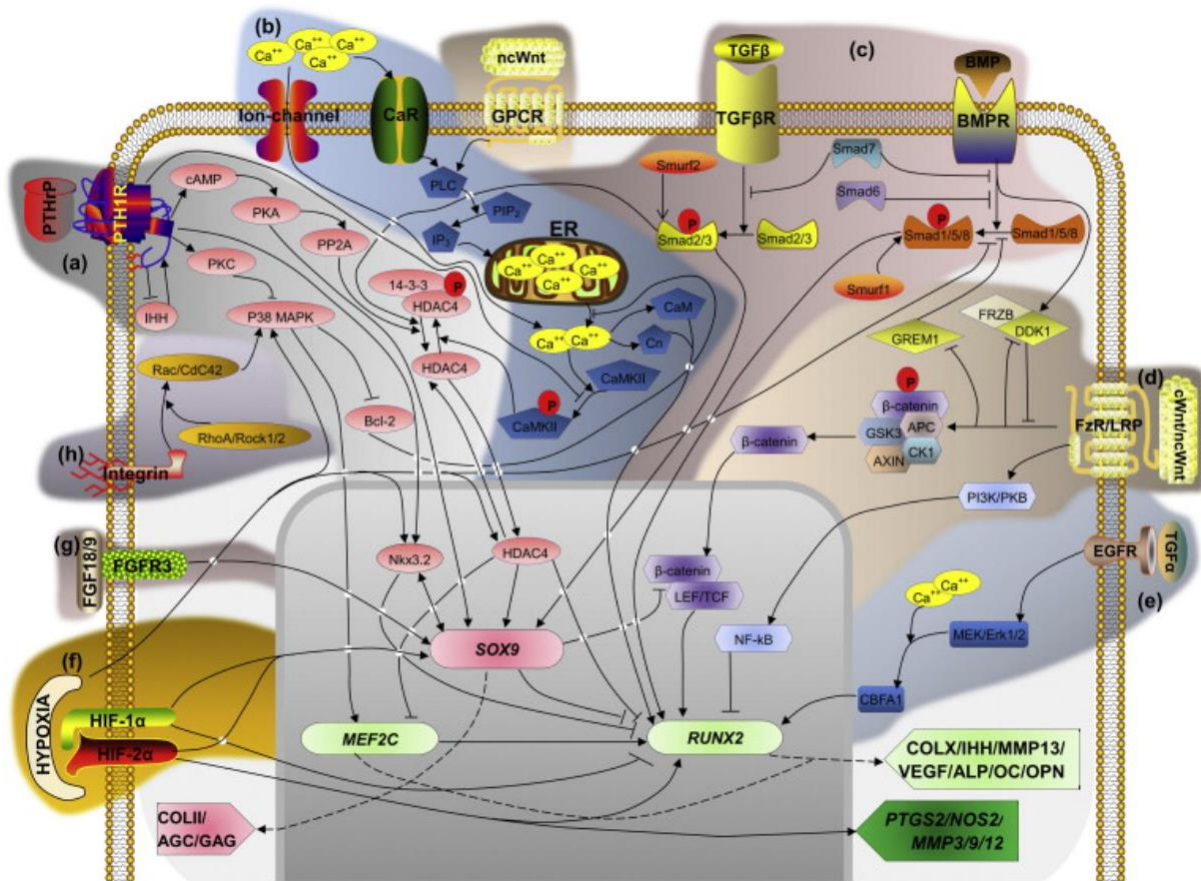 (b)
Ca++
Ca++
Ca++
Ca++
Ca++
Ion-channel
CaR
ncWnt
GPCR
TGFβ
TGFβR
(c)
BMP
BMPR
PTHrP
PTH1R
(a)
cAMP
PKA
PP2A
PKC
IHH
P38 MAPK
PLC
PIP2
IP3
ER
Ca++
Ca++
Ca++
Ca++
Ca++
Ca++
CaM
Cn
CaMKII
P
CaMKII
Smurf2
P
Smad2/3
Smad2/3
Smad7
Smad6
P
Smad1/5/8
Smad1/5/8
Smurf1
14-3-3
P
HDAC4
HDAC4
Bcl-2
Rac/CdC42
RhoA/Rock1/2
(h)
Integrin
FRZB
DDK1
GREM1
P
β-catenin
APC
GSK3
CK1
AXIN
β-catenin
(d)
FzR/LRP
cWnt/ncWnt
PI3K/PKB
(g)
FGF18/9
FGFR3
Nkx3.2
HDAC4
β-catenin
LEF/TCF
NF-kB
EGFR
TGFα
(e)
Ca++
Ca++
MEK/Erk1/2
CBFA1
SOX9
MEF2C
RUNX2
(f)
HYPOXIA
HIF-1α
HIF-2α
COLII/
AGC/GAG
COLX/IHH/MMP13/
VEGF/ALP/OC/OPN
PTGS2/NOS2/
MMP3/9/12